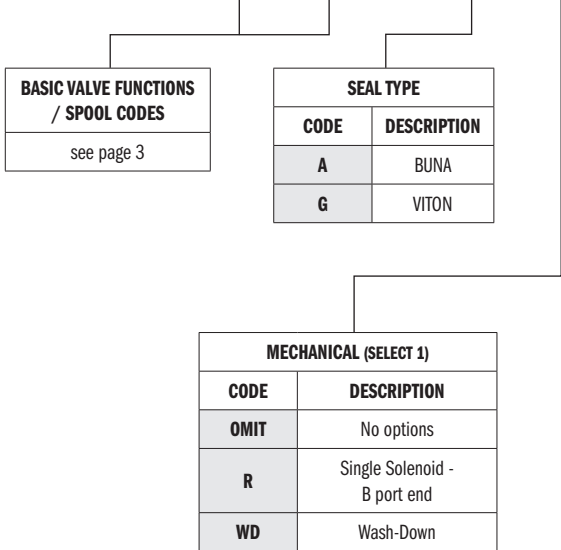 BASIC VALVE FUNCTIONS
/ SPOOL CODES
see page 3
SEAL TYPE
CODE DESCRIPTION
A BUNA
G VITON
MECHANICAL (SELECT 1)
CODE DESCRIPTION
OMIT No options
R Single Solenoid -
B port end
WD Wash-Down